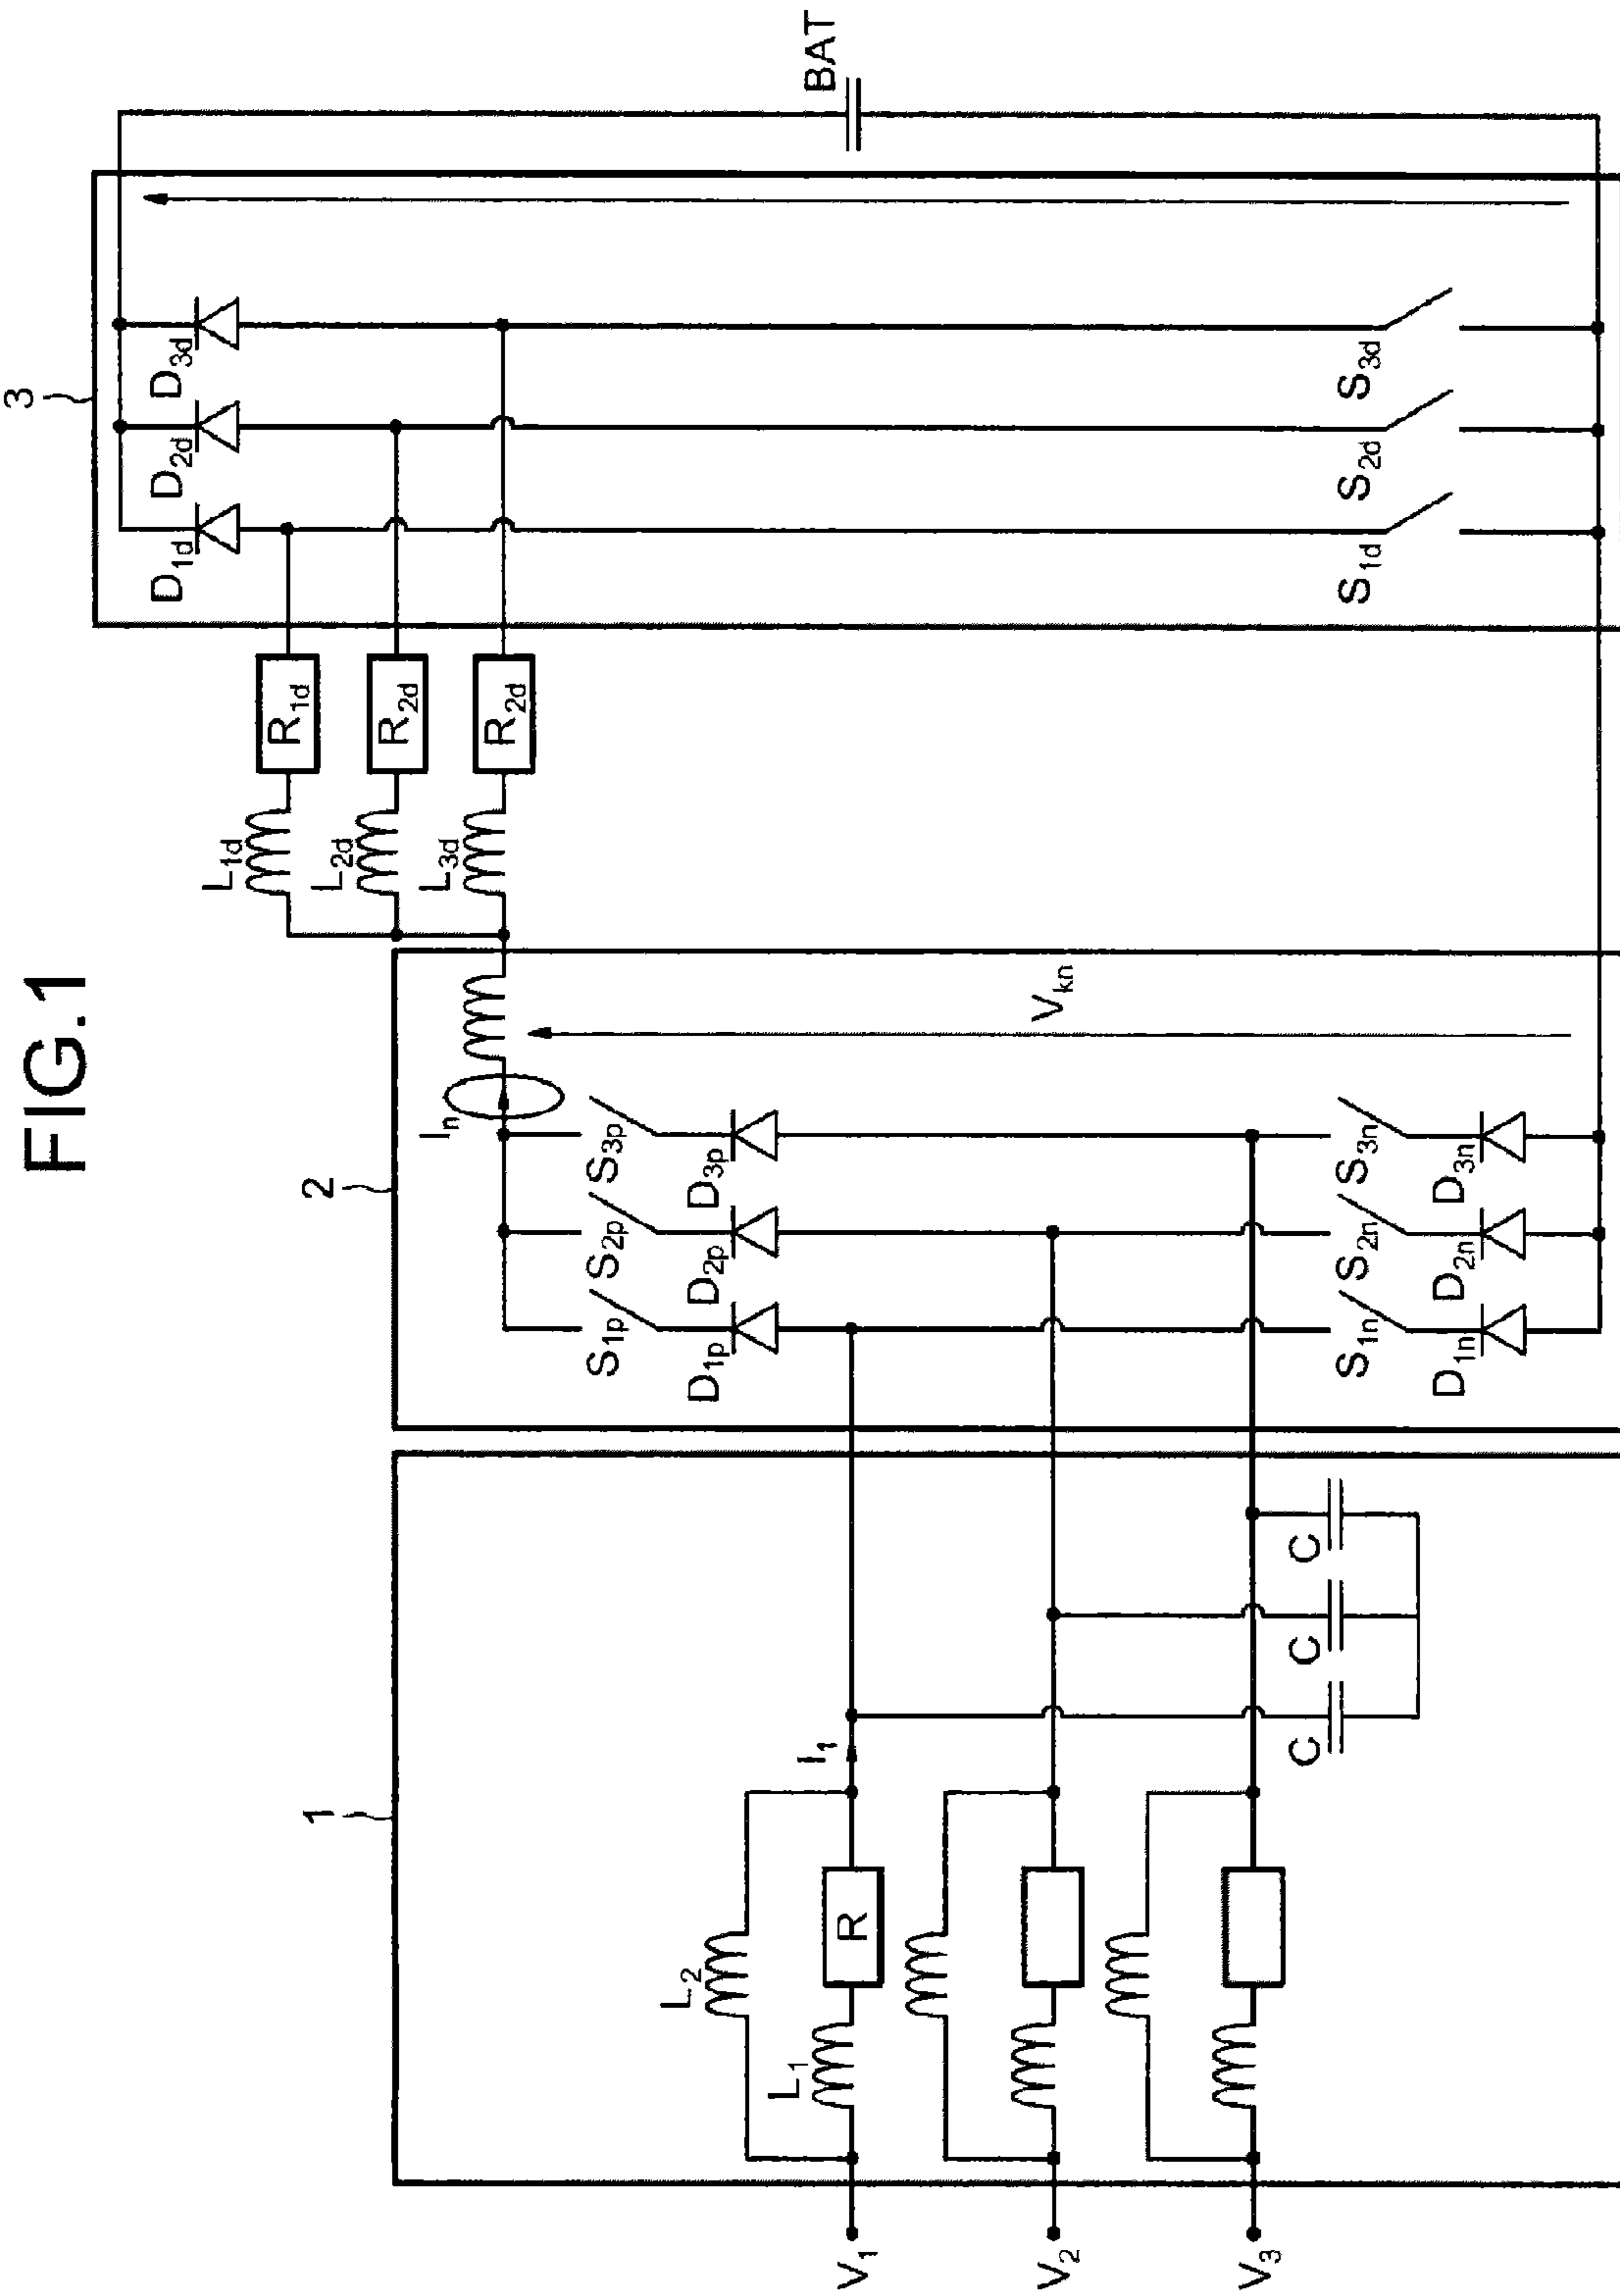 FIG.1
1
2
3
V1
V2
V3
L2
L1
R
I1
C
C
C
In
S1p
S2p
S3p
D1p
D2p
D3p
S1n
S2n
S3n
D1n
D2n
D3n
Vkn
L1d
L2d
L3d
R1d
R2d
R2d
D1d
D2d
D3d
S1d
S2d
S3d
BAT